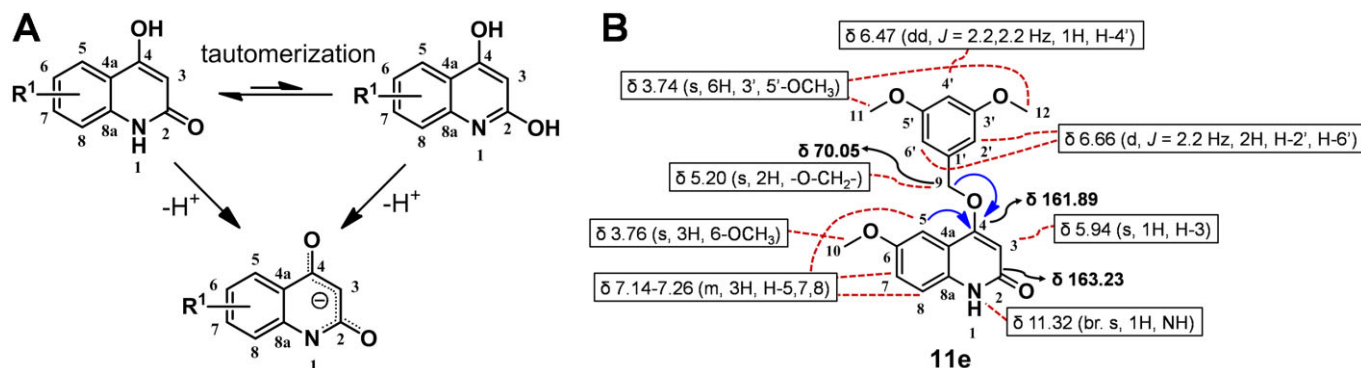 A
OH
5
4
6
4a
3
R¹
7
8a
2
8
N
H
O
1
tautomerization
OH
5
4
6
4a
3
R¹
7
8a
2
8
N
OH
1
-H⁺
-H⁺
O
5
4
6
4a
3
R¹
⊖
7
8a
2
8
N
O
1
B
δ 6.47 (dd, J = 2.2,2.2 Hz, 1H, H-4')
δ 3.74 (s, 6H, 3', 5'-OCH₃)
4'
O
O
11
5'
3'
12
6'
1'
2'
δ 6.66 (d, J = 2.2 Hz, 2H, H-2', H-6')
δ 70.05
δ 5.20 (s, 2H, -O-CH₂-)
9
O
δ 161.89
5
4
δ 3.76 (s, 3H, 6-OCH₃)
O
4a
3
δ 5.94 (s, 1H, H-3)
10
6
δ 7.14-7.26 (m, 3H, H-5,7,8)
7
8a
2
δ 163.23
8
N
H
O
1
δ 11.32 (br. s, 1H, NH)
11e